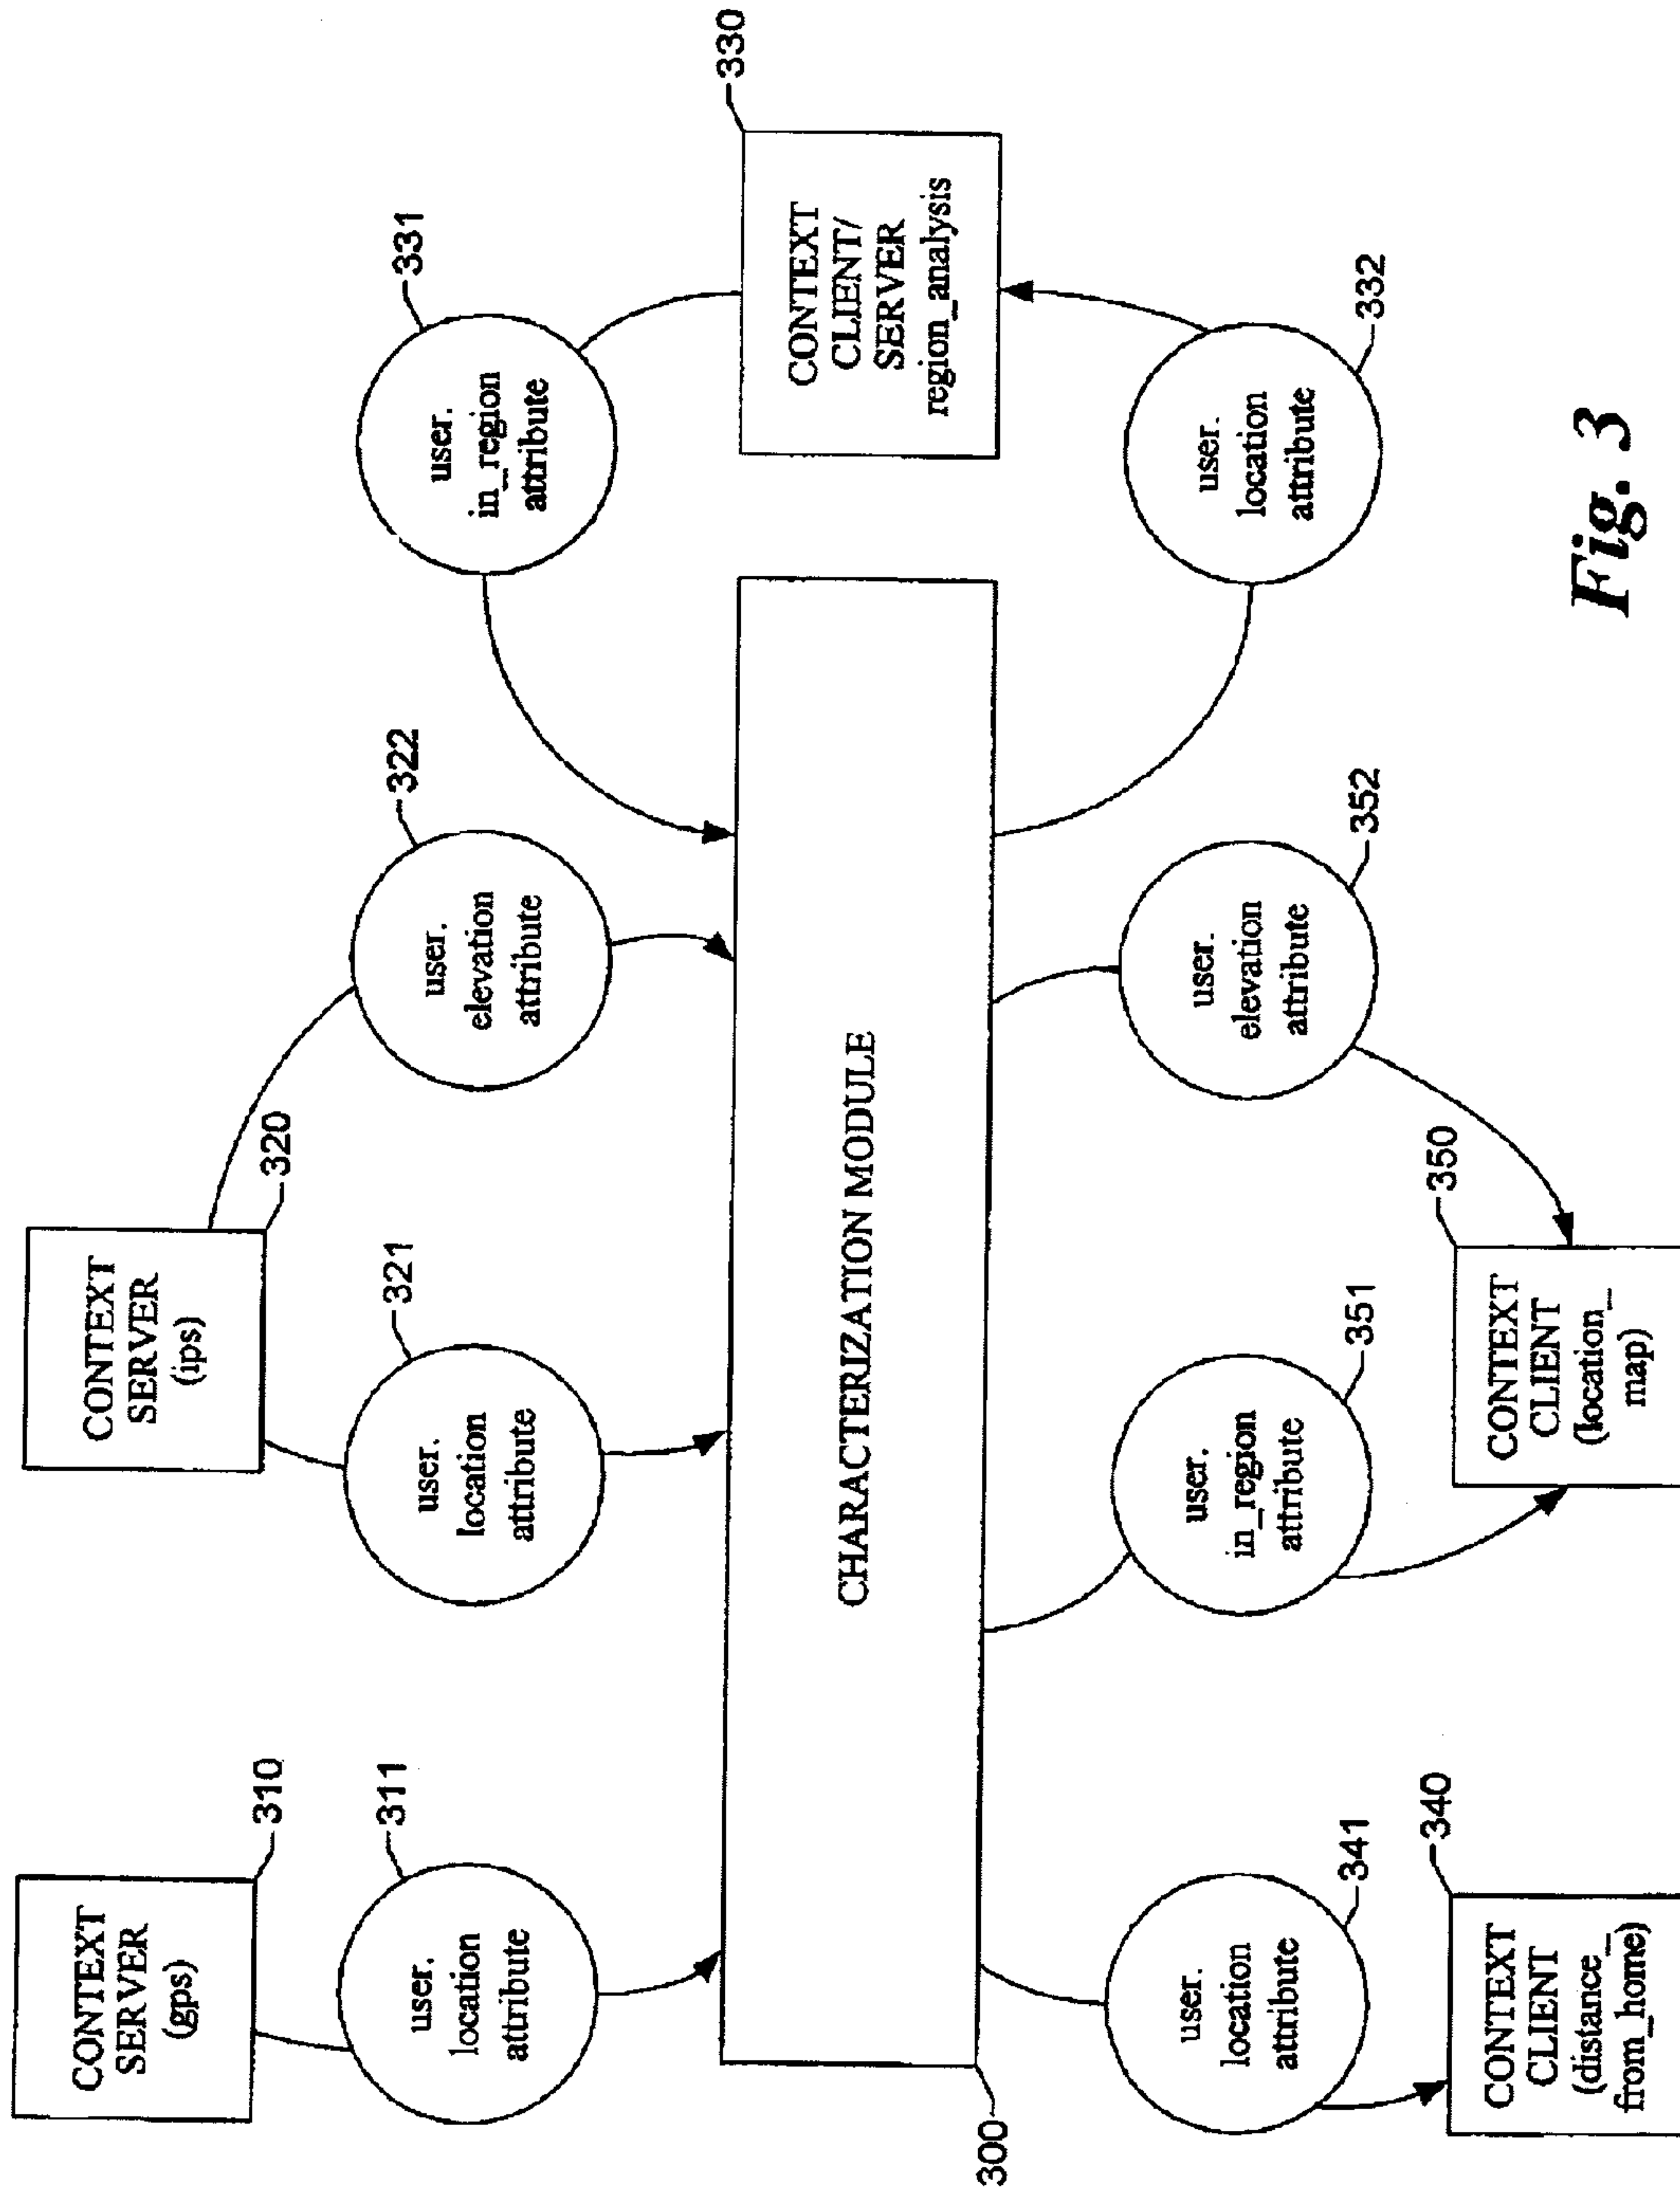 CONTEXT
SERVER
(gps)
310
user.
location
attribute
311
CONTEXT
SERVER
(ips)
320
user.
location
attribute
321
user.
elevation
attribute
322
user.
in_region
attribute
331
CONTEXT
CLIENT/
SERVER
region_analysis
330
CHARACTERIZATION MODULE
300
user.
location
attribute
341
CONTEXT
CLIENT
(distance_
from_home)
340
user.
in_region
attribute
351
user.
elevation
attribute
352
CONTEXT
CLIENT
(location_
map)
350
user.
location
attribute
332
Fig. 3